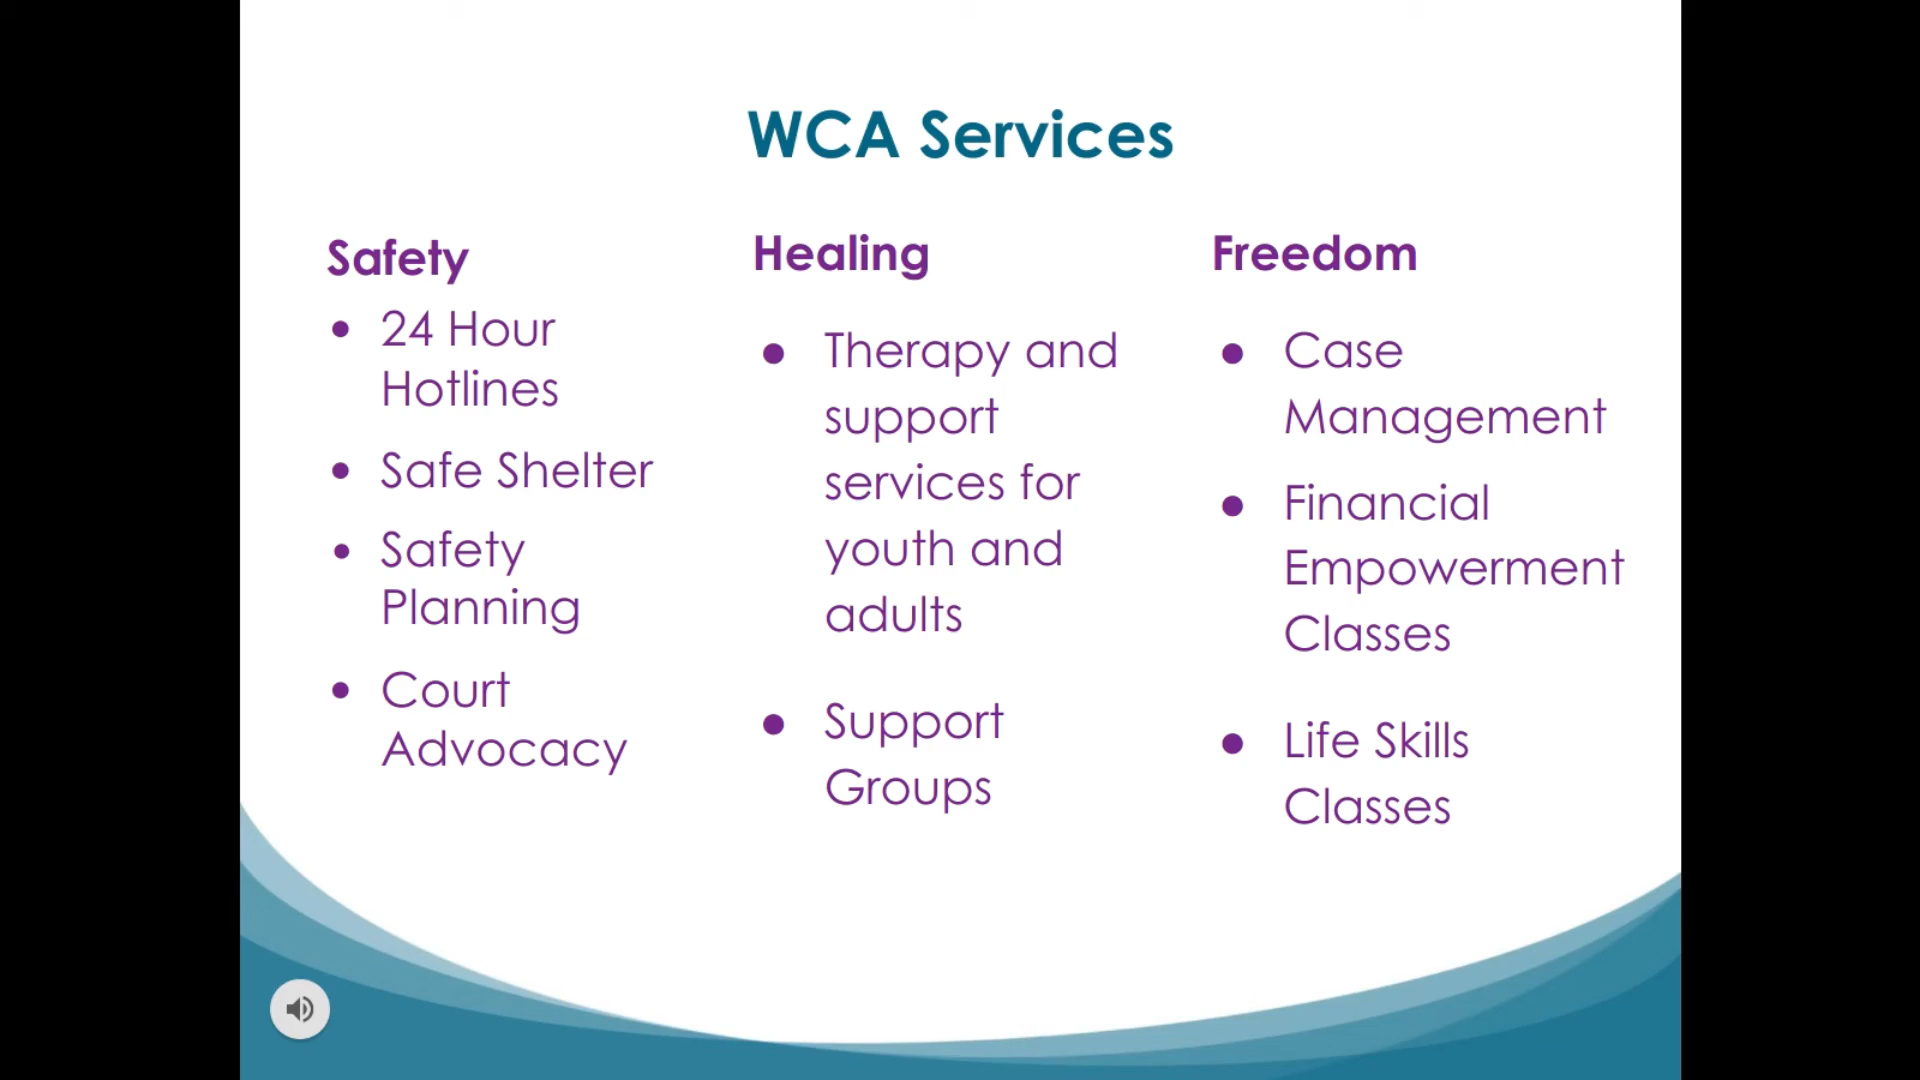 WCA Services
Safety
• 24 Hour
Hotlines
• Safe Shelter
• Safety
Planning
• Court
Advocacy
Healing
● Therapy and
support
services for
youth and
adults
● Support
Groups
Freedom
● Case
Management
● Financial
Empowerment
Classes
● Life Skills
Classes